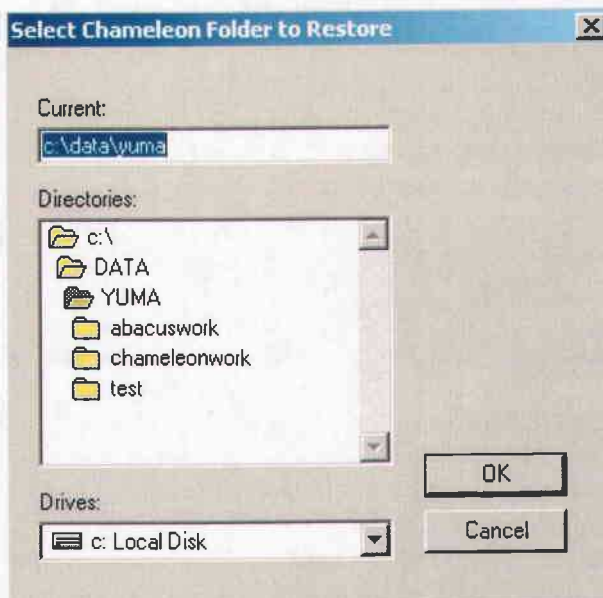 Select Chameleon Folder to Restore
Current:
c:\data\yuma
Directories:
c:\
DATA
YUMA
abacuswork
chameleonwork
test
OK
Drives:
c: Local Disk
Cancel